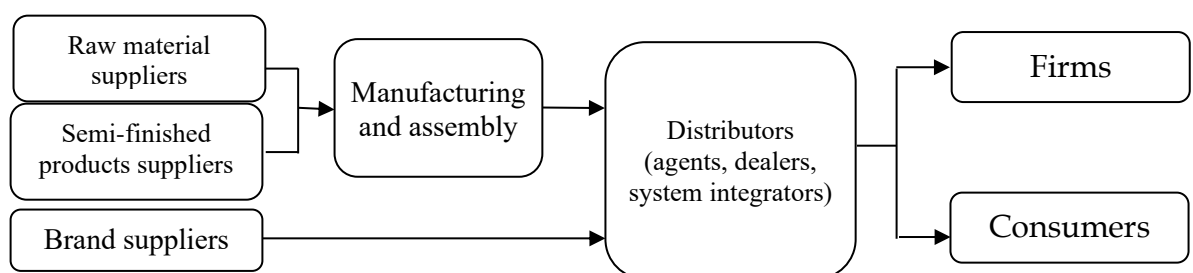 Raw material
suppliers
Semi-finished
products suppliers
Brand suppliers
Manufacturing
and assembly
Distributors
(agents, dealers,
system integrators)
Firms
Consumers